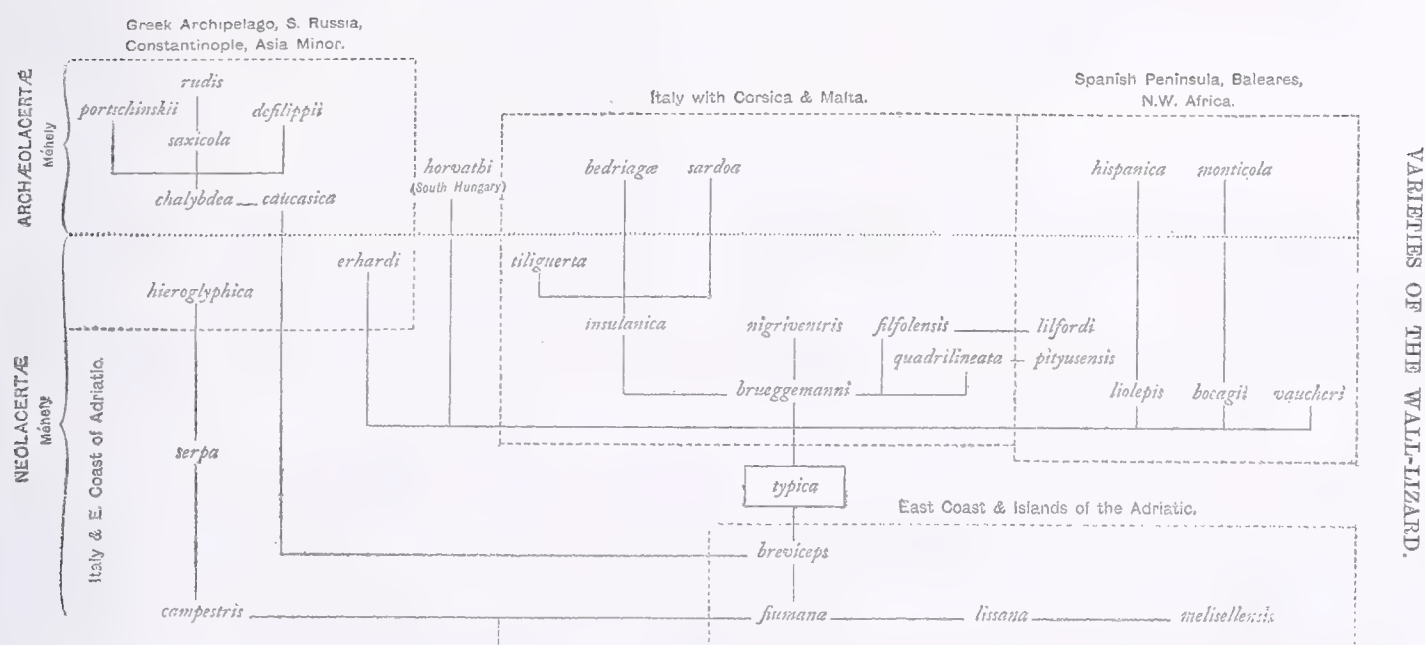 Greek Archipelago, S. Russia,
Constantinople, Asia Minor.
Italy with Corsica & Malta.
Spanish Peninsula, Baleares,
N.W. Africa.
ARCHÆOLACERTÆ
Méhely
rudis
portschinskii
defilippii
saxicola
chalybdea
caucasica
horvathi
(South Hungary)
bedriagæ
sardoa
hispanica
monticola
NEOLACERTÆ
Méhely
Italy & E. Coast of Adriatic.
erhardi
tiliguerta
hieroglyphica
insulanica
nigriventris
filfolensis
lilfordi
quadrilineata
pityusensis
brueggemanni
liolepis
bocagii
vaucheri
serpa
typica
East Coast & Islands of the Adriatic.
breviceps
campestris
fiumana
lissana
melisellensis
VARIETIES OF THE WALL-LIZARD.